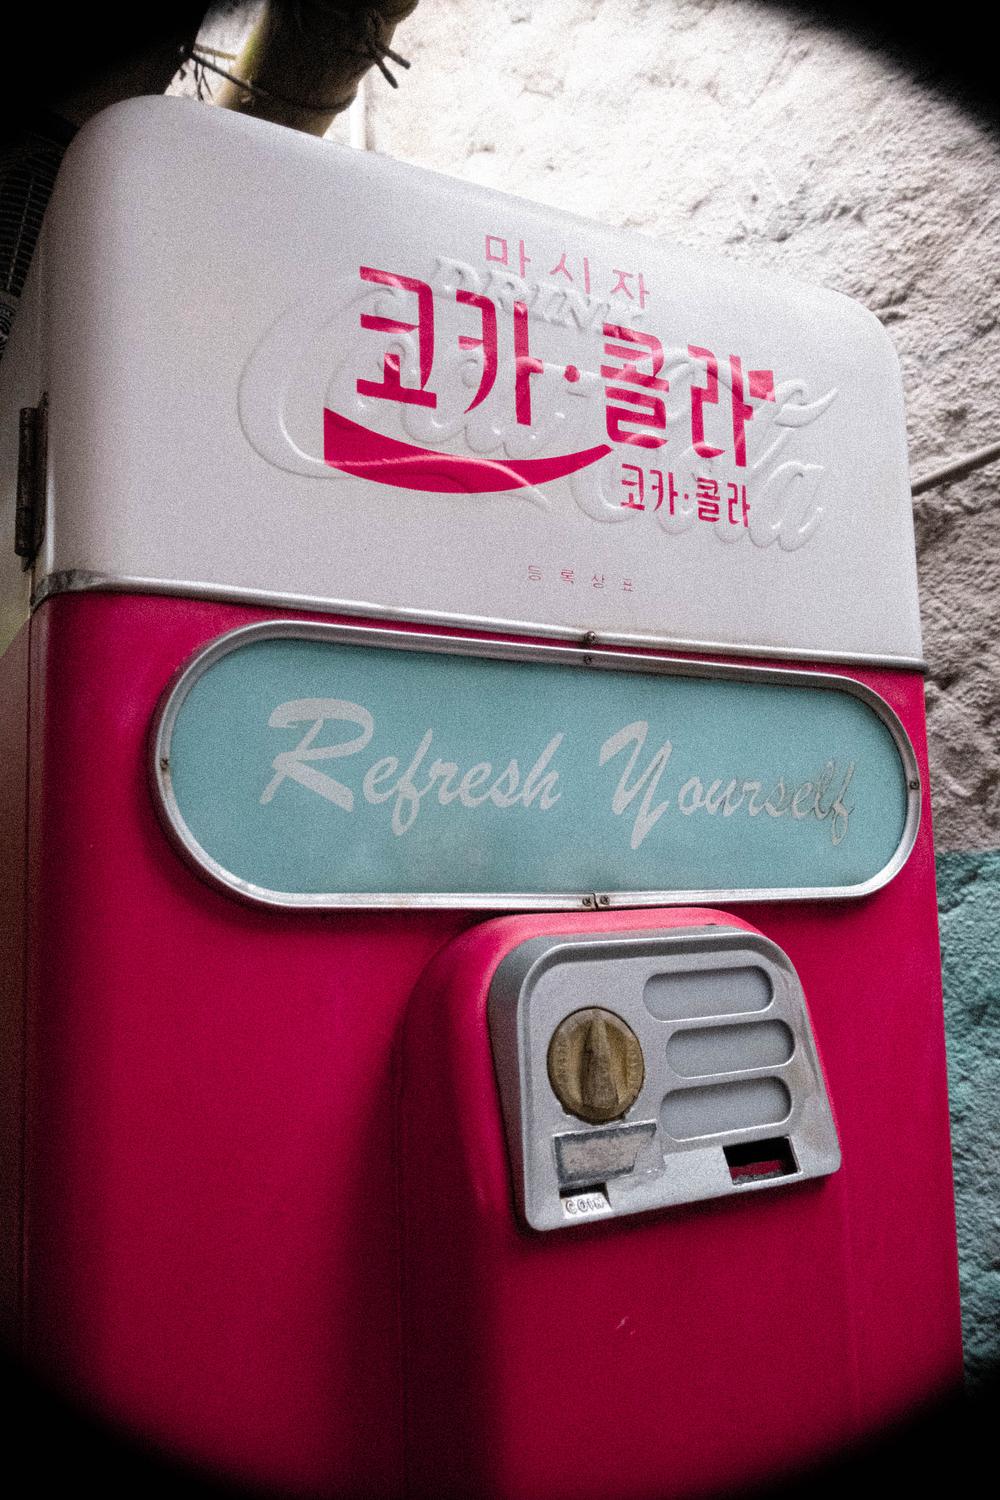 마시자
DRINK
코카·콜라
Coca-Cola
코카·콜라
등록상표
Refresh Yourself
COIN